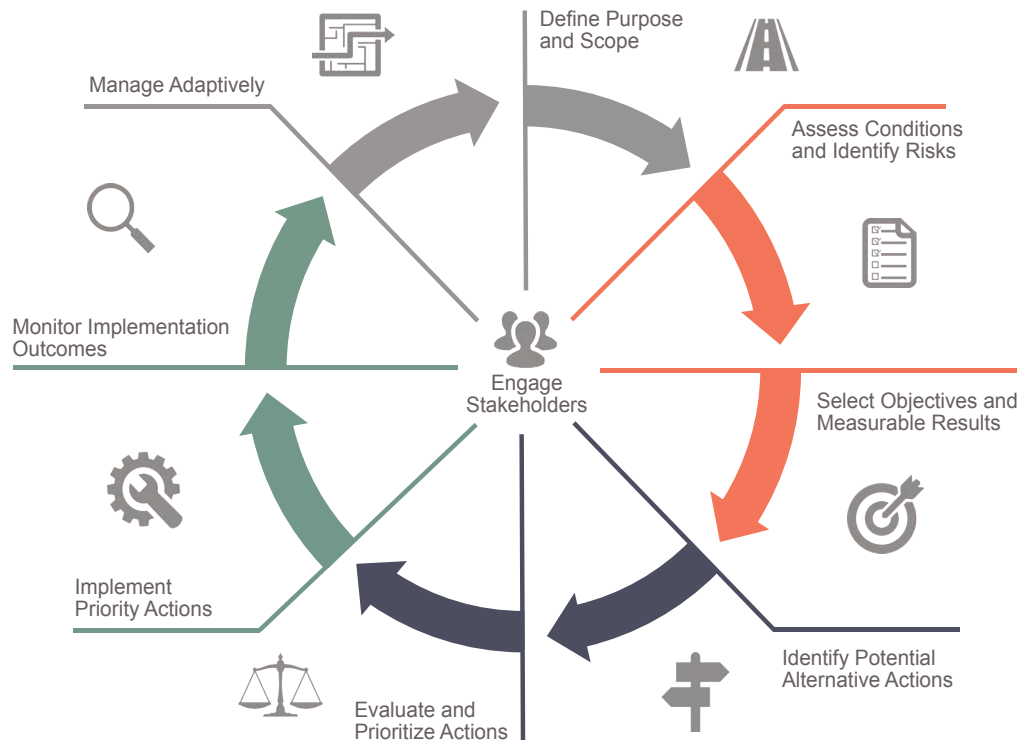 Define Purpose
and Scope
Assess Conditions
and Identify Risks
Select Objectives and
Measurable Results
Identify Potential
Alternative Actions
Evaluate and
Prioritize Actions
Implement
Priority Actions
Monitor Implementation
Outcomes
Manage Adaptively
Engage
Stakeholders